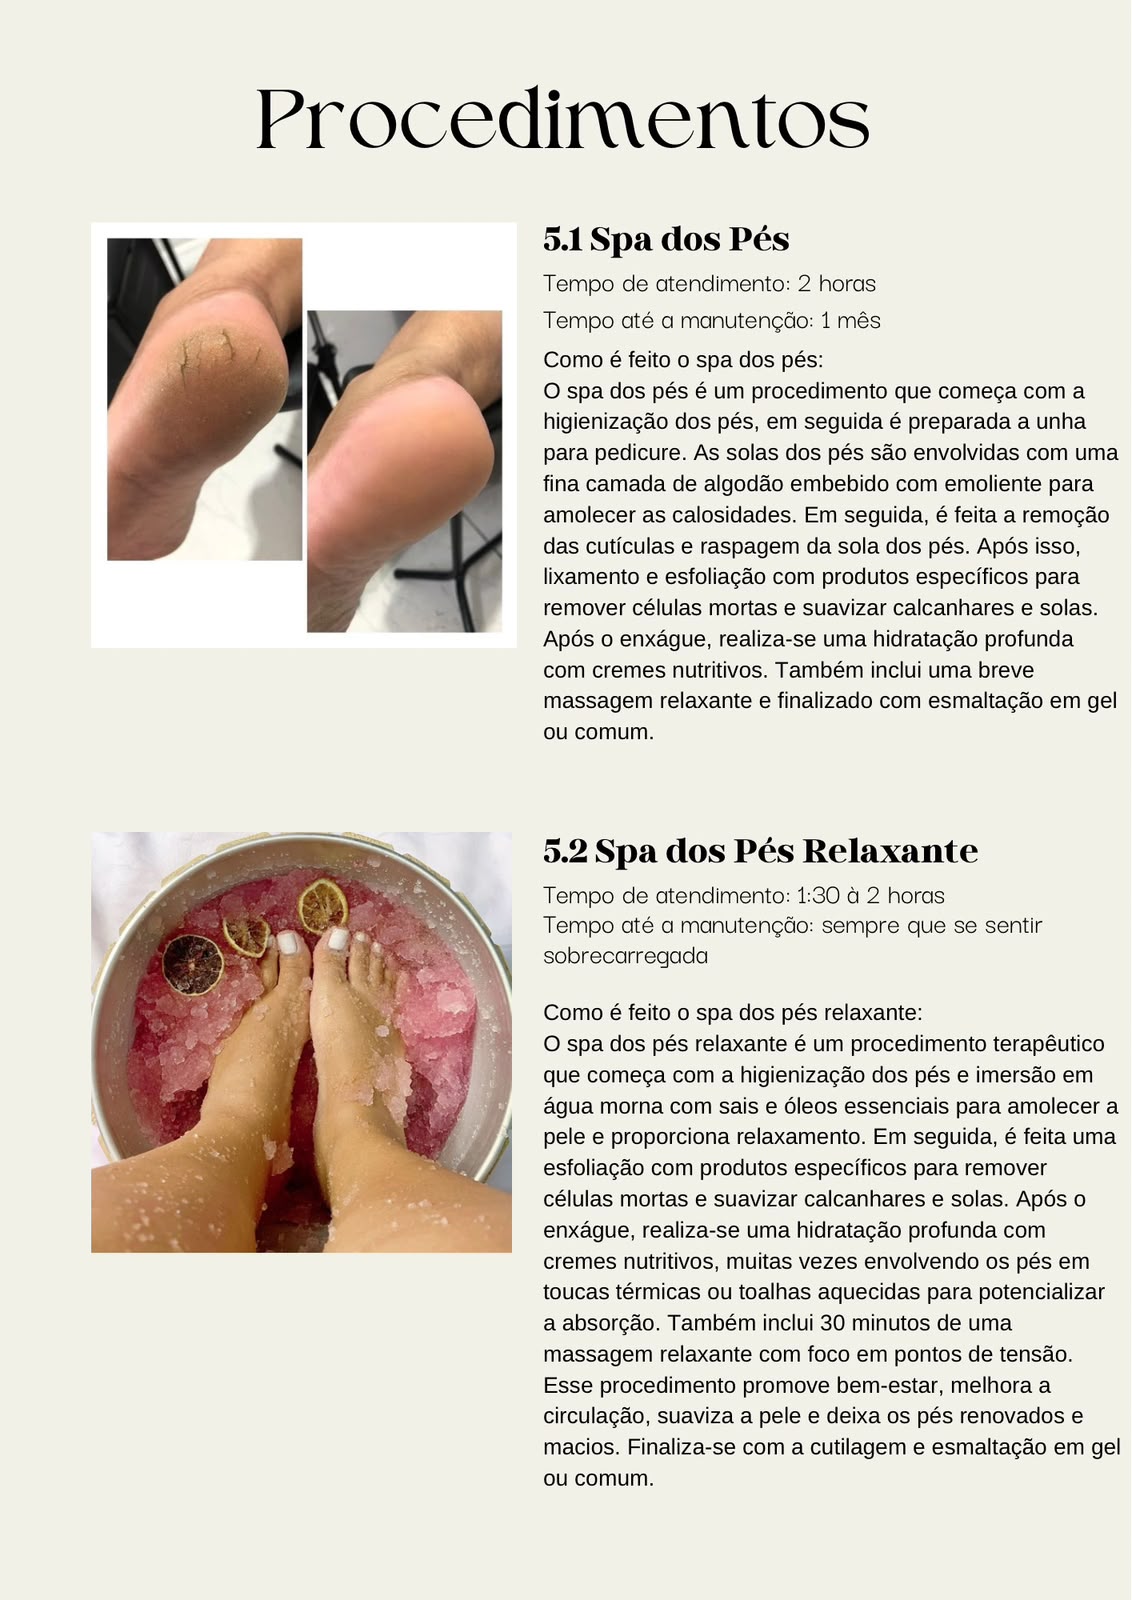 Procedimentos
5.1 Spa dos Pés
Tempo de atendimento: 2 horas
Tempo até a manutenção: 1 mês
Como é feito o spa dos pés:
O spa dos pés é um procedimento que começa com a
higienização dos pés, em seguida é preparada a unha
para pedicure. As solas dos pés são envolvidas com uma
fina camada de algodão embebido com emoliente para
amolecer as calosidades. Em seguida, é feita a remoção
das cutículas e raspagem da sola dos pés. Após isso,
lixamento e esfoliação com produtos específicos para
remover células mortas e suavizar calcanhares e solas.
Após o enxágue, realiza-se uma hidratação profunda
com cremes nutritivos. Também inclui uma breve
massagem relaxante e finalizado com esmaltação em gel
ou comum.
5.2 Spa dos Pés Relaxante
Tempo de atendimento: 1:30 à 2 horas
Tempo até a manutenção: sempre que se sentir
sobrecarregada
Como é feito o spa dos pés relaxante:
O spa dos pés relaxante é um procedimento terapêutico
que começa com a higienização dos pés e imersão em
água morna com sais e óleos essenciais para amolecer a
pele e proporciona relaxamento. Em seguida, é feita uma
esfoliação com produtos específicos para remover
células mortas e suavizar calcanhares e solas. Após o
enxágue, realiza-se uma hidratação profunda com
cremes nutritivos, muitas vezes envolvendo os pés em
toucas térmicas ou toalhas aquecidas para potencializar
a absorção. Também inclui 30 minutos de uma
massagem relaxante com foco em pontos de tensão.
Esse procedimento promove bem-estar, melhora a
circulação, suaviza a pele e deixa os pés renovados e
macios. Finaliza-se com a cutilagem e esmaltação em gel
ou comum.